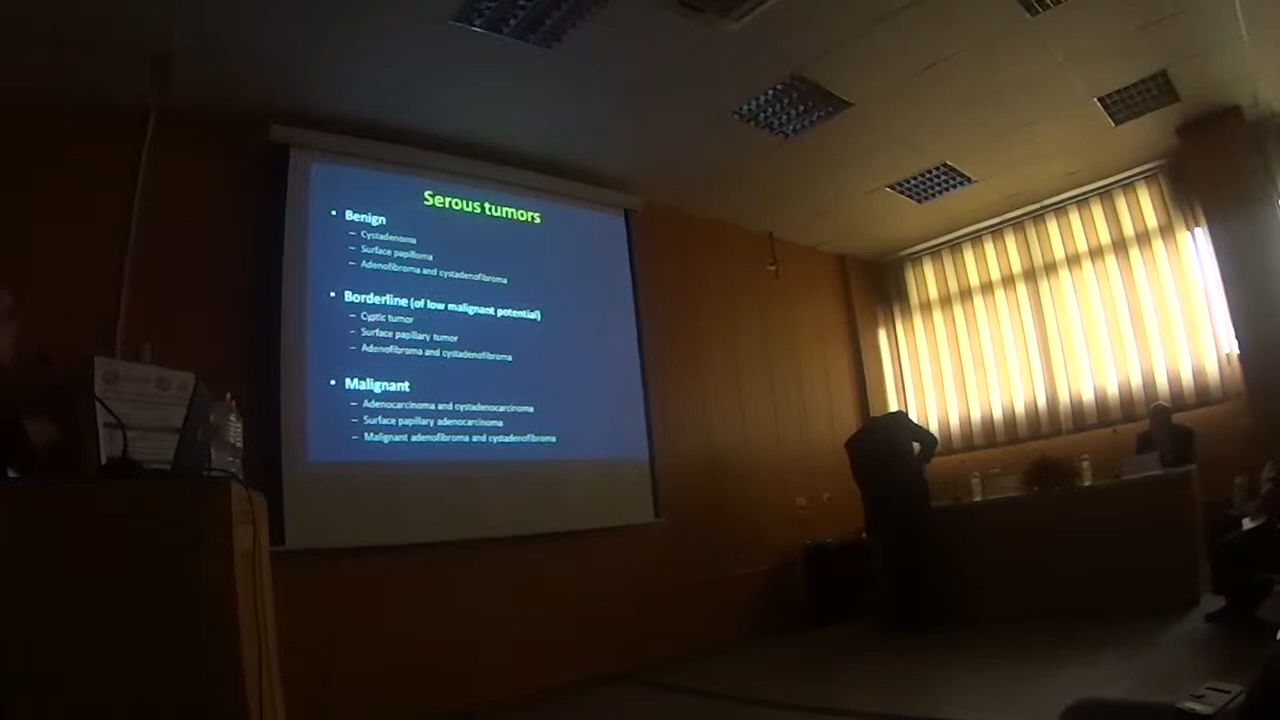 Serous tumors
• Benign
– Cystadenoma
– Surface papilloma
– Adenofibroma and cystadenofibroma
• Borderline (of low malignant potential)
– Cystic tumor
– Surface papillary tumor
– Adenofibroma and cystadenofibroma
• Malignant
– Adenocarcinoma and cystadenocarcinoma
– Surface papillary adenocarcinoma
– Malignant adenofibroma and cystadenofibroma